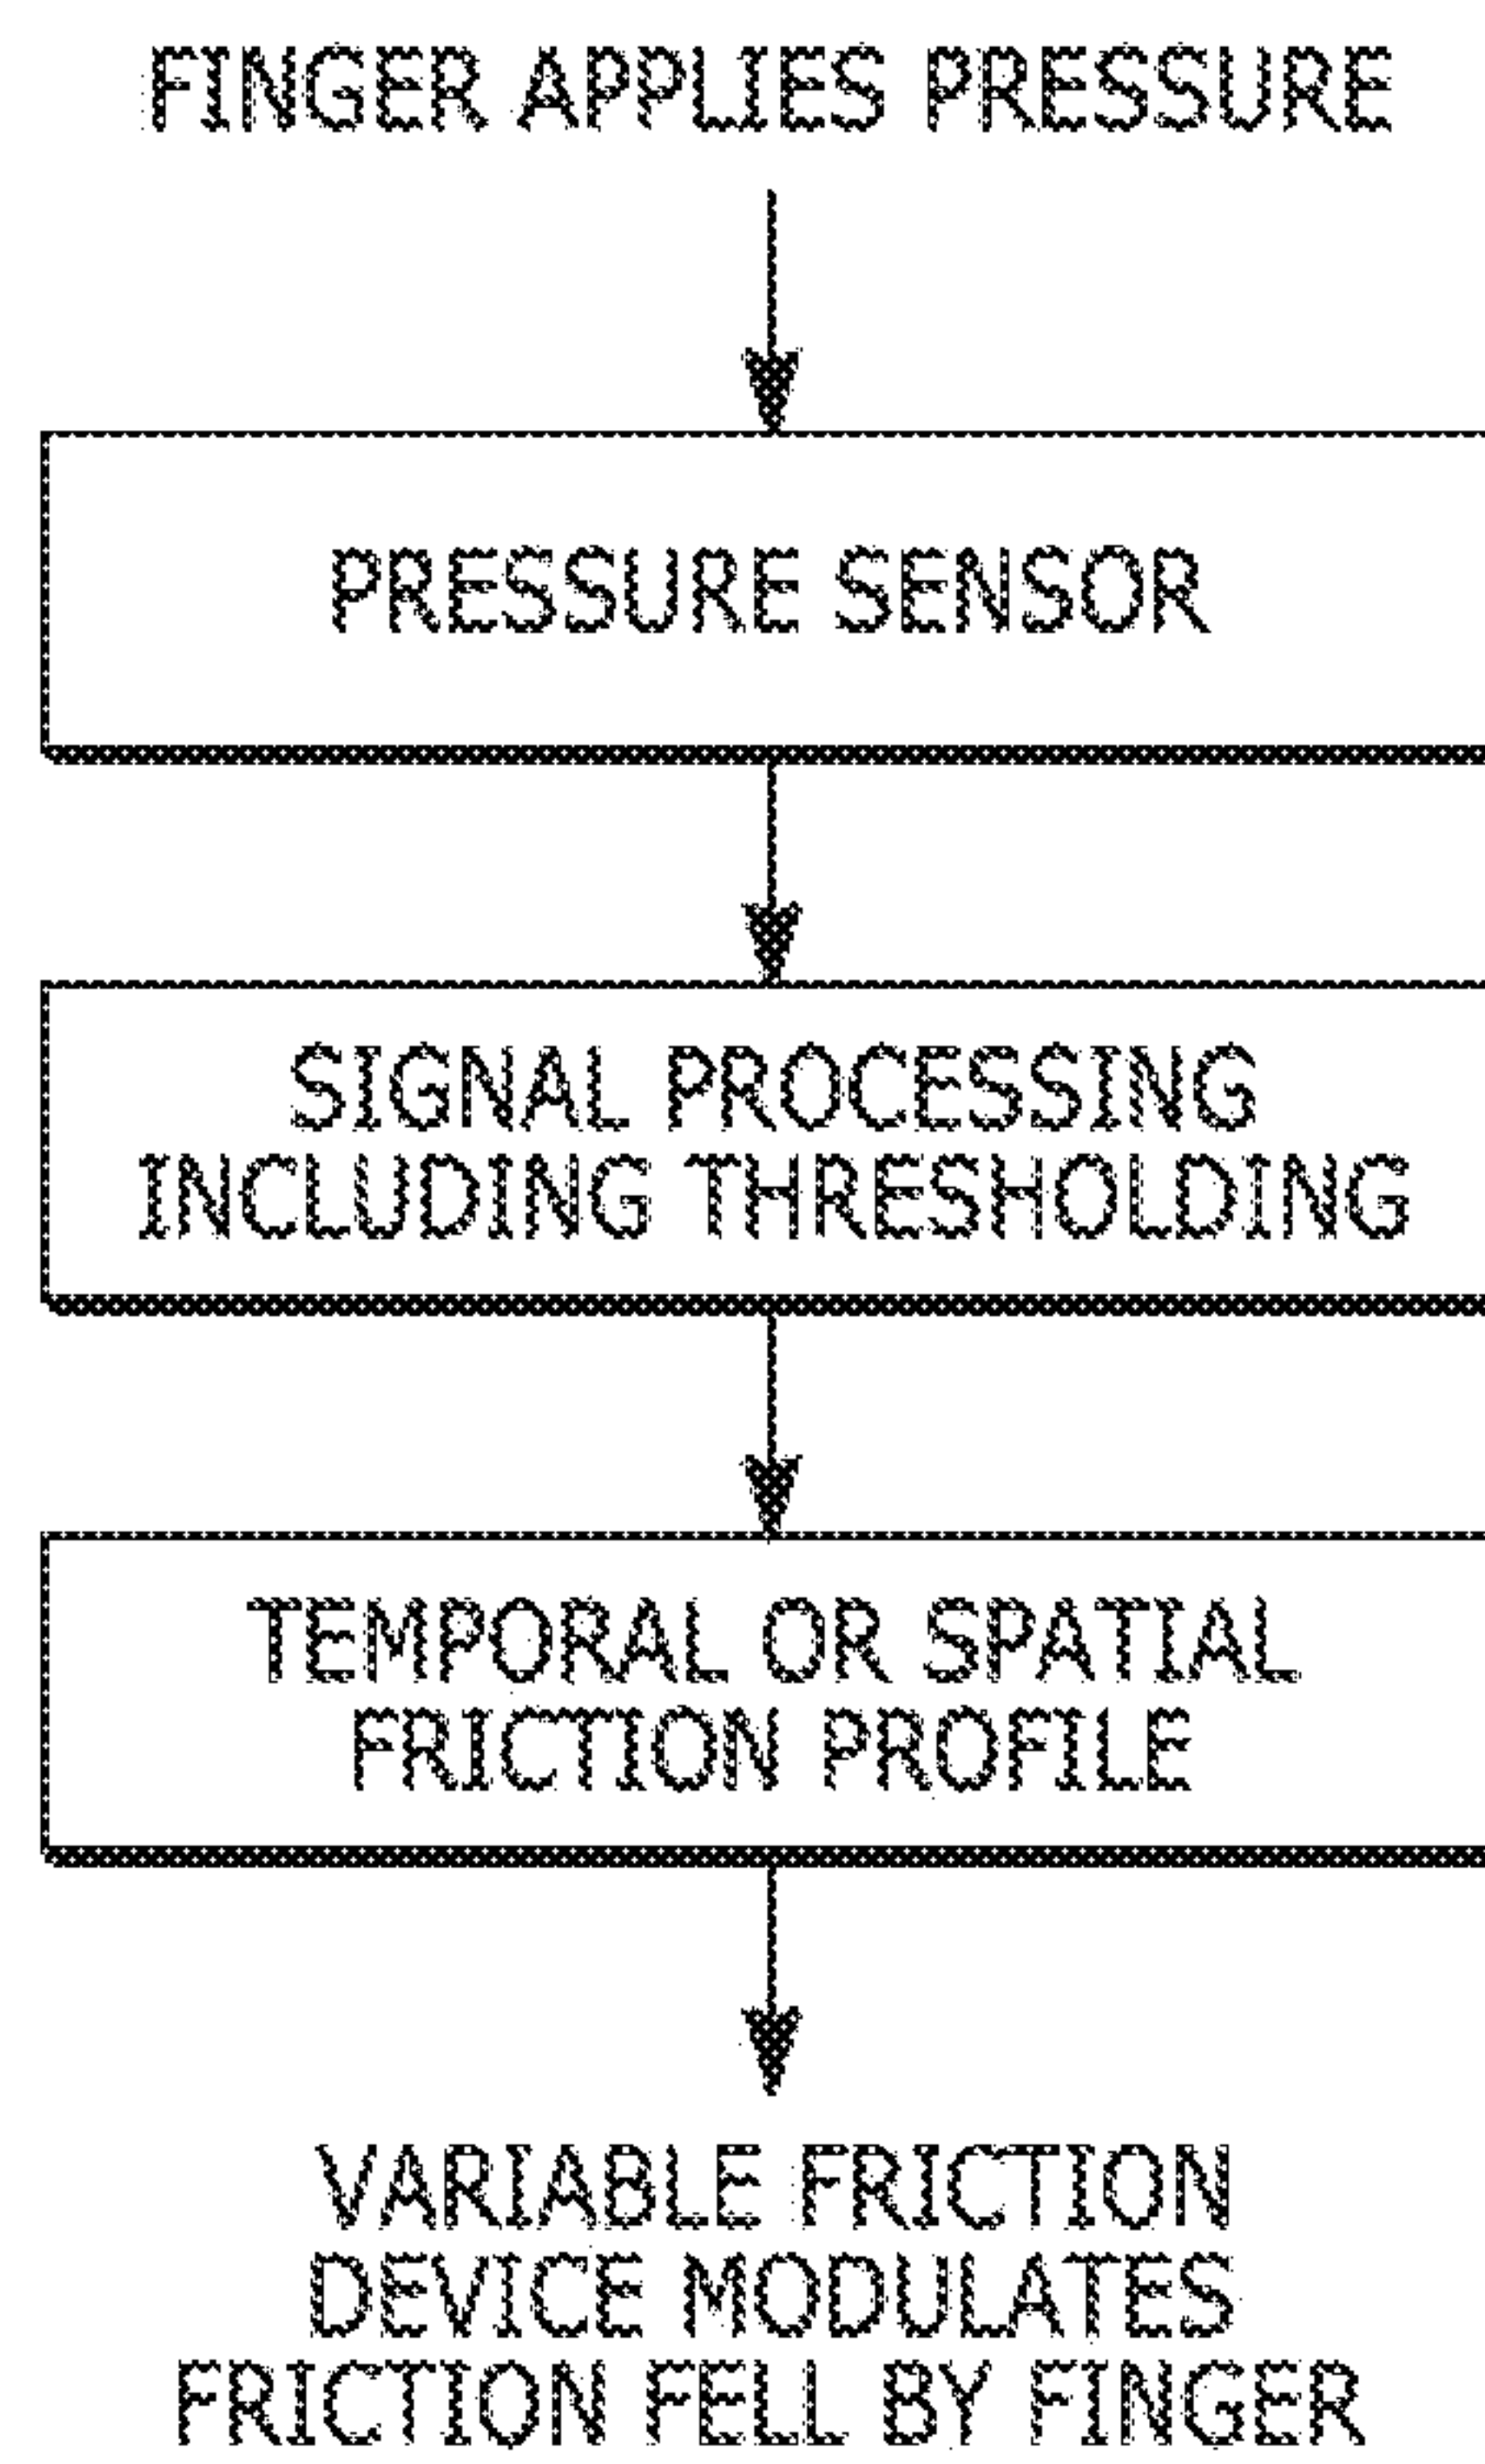 FINGER APPLIES PRESSURE
PRESSURE SENSOR
SIGNAL PROCESSING
INCLUDING THRESHOLDING
TEMPORAL OR SPATIAL
FRICTION PROFILE
VARIABLE FRICTION
DEVICE MODULATES
FRICTION FELL BY FINGER